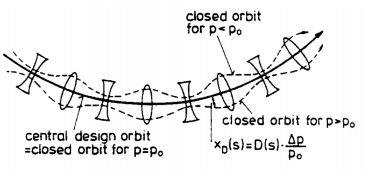 closed orbit
for p<p₀
closed orbit for p>p₀
central design orbit
=closed orbit for p=p₀
x_D(s)=D(s)·Δp/p₀